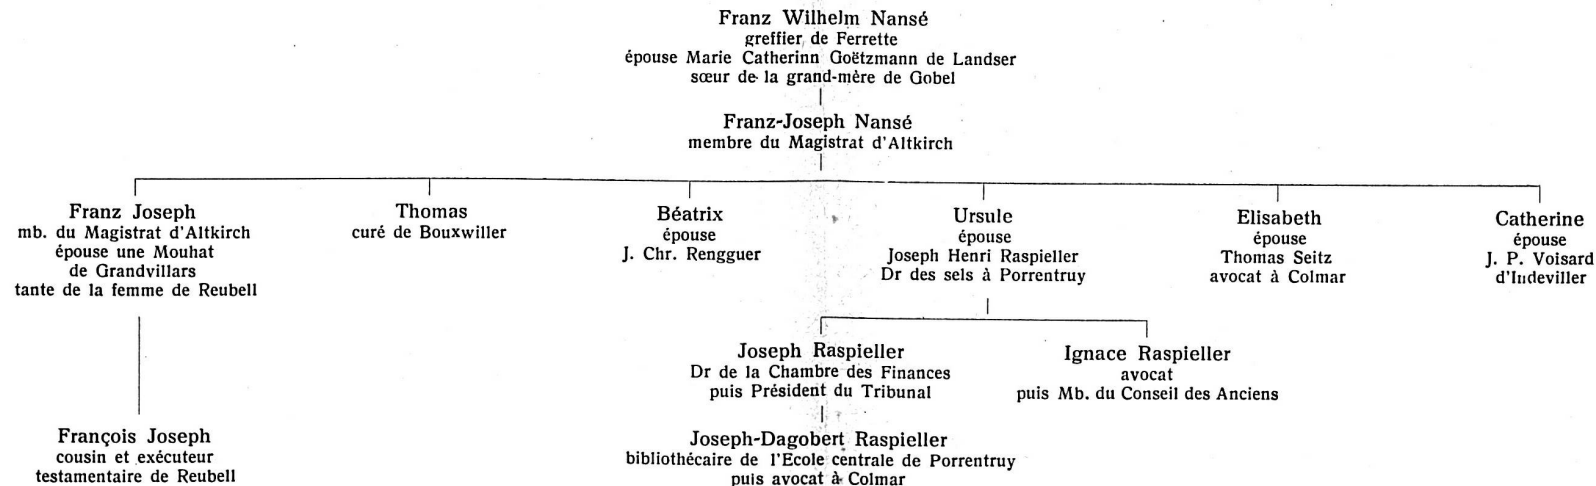 Franz Wilhelm Nansé
greffier de Ferrette
épouse Marie Catherinn Goëtzmann de Landser
sœur de la grand-mère de Gobel
Franz-Joseph Nansé
membre du Magistrat d'Altkirch
Franz Joseph
mb. du Magistrat d'Altkirch
épouse une Mouhat
de Grandvillars
tante de la femme de Reubell
Thomas
curé de Bouxwiller
Béatrix
épouse
J. Chr. Rengguer
Ursule
épouse
Joseph Henri Raspieller
Dr des sels à Porrentruy
Elisabeth
épouse
Thomas Seitz
avocat à Colmar
Catherine
épouse
J. P. Voisard
d'Indeviller
Joseph Raspieller
Dr de la Chambre des Finances
puis Président du Tribunal
Ignace Raspieller
avocat
puis Mb. du Conseil des Anciens
François Joseph
cousin et exécuteur
testamentaire de Reubell
Joseph-Dagobert Raspieller
bibliothécaire de l'Ecole centrale de Porrentruy
puis avocat à Colmar